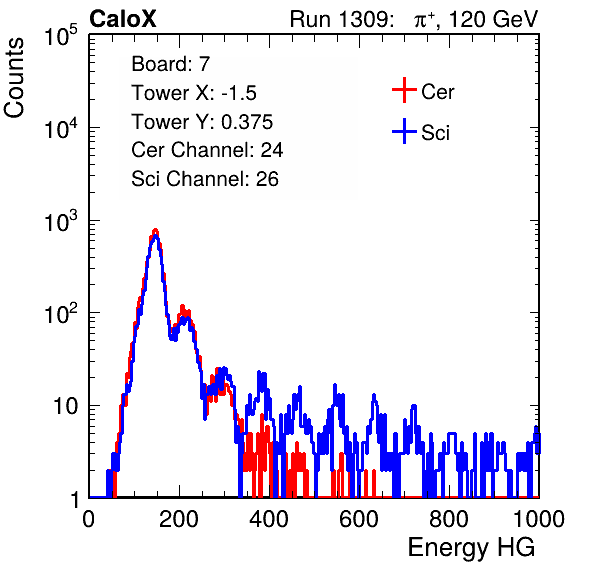 CaloX Run 1309: π⁺, 120 GeV
Counts
Board: 7
Tower X: -1.5
Tower Y: 0.375
Cer Channel: 24
Sci Channel: 26
Cer
Sci
10⁵
10⁴
10³
10²
10
1
0 200 400 600 800 1000
Energy HG